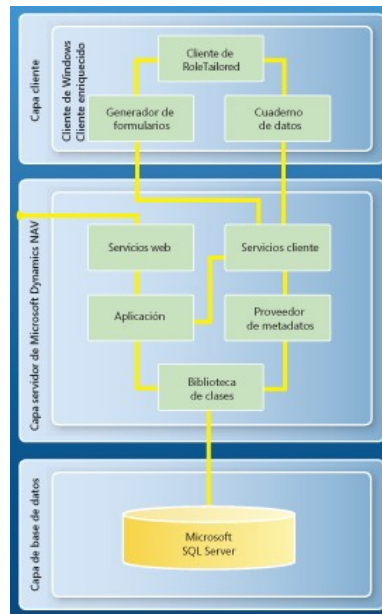 Capa cliente
Cliente de Windows
Cliente enriquecido
Cliente de
RoleTailored
Generador de
formularios
Cuaderno
de datos
Capa servidor de Microsoft Dynamics NAV
Servicios web
Servicios cliente
Aplicación
Proveedor
de metadatos
Biblioteca
de clases
Capa de base de datos
Microsoft
SQL Server